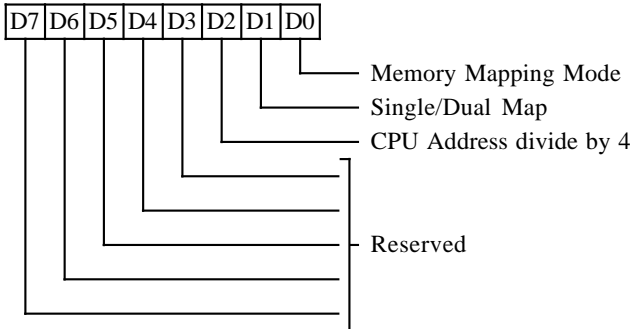 D7 D6 D5 D4 D3 D2 D1 D0
Memory Mapping Mode
Single/Dual Map
CPU Address divide by 4
Reserved